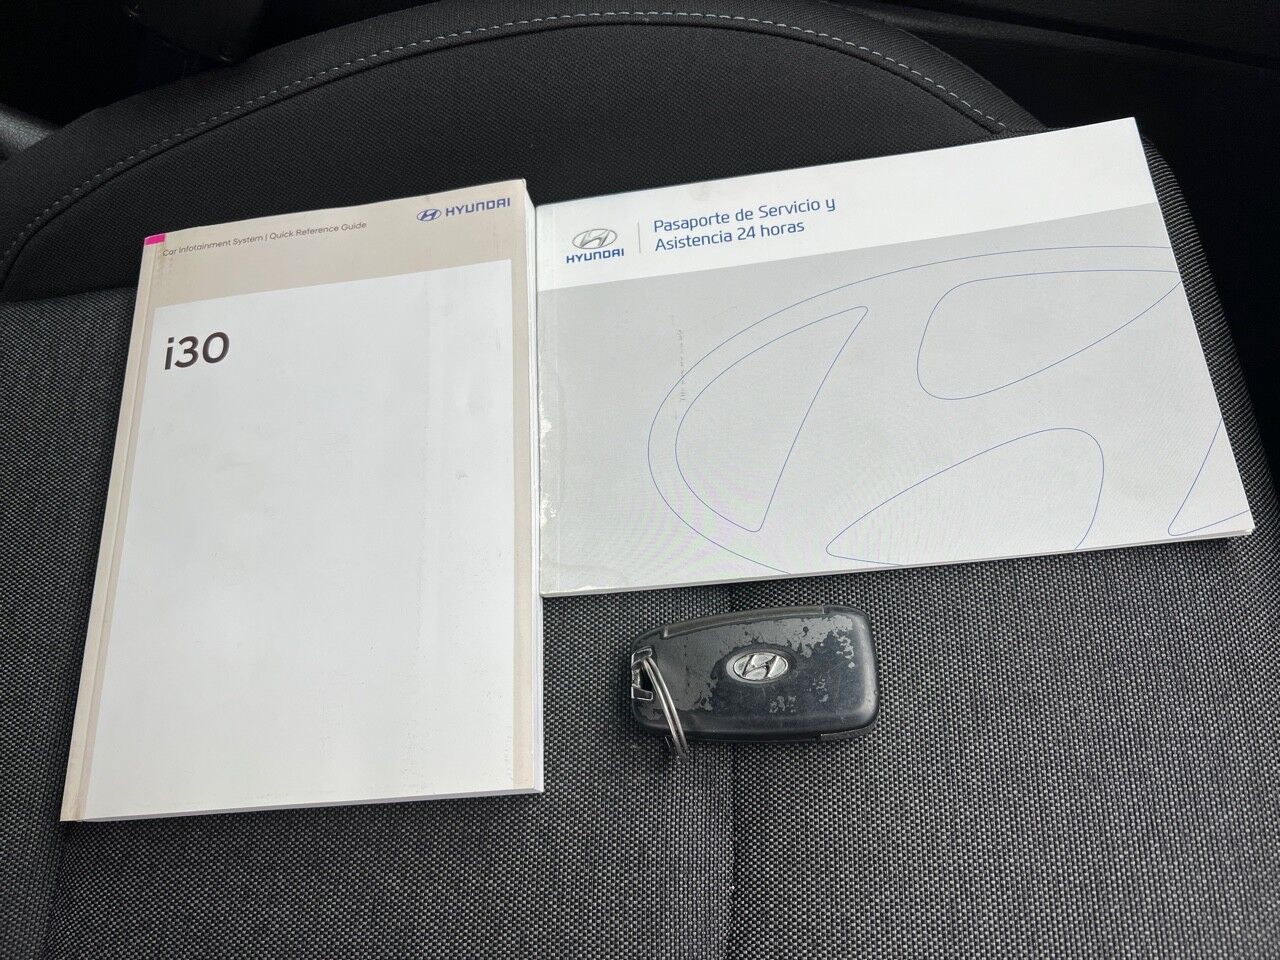 Car Infotainment System | Quick Reference Guide
HYUNDAI
i30
HYUNDAI
Pasaporte de Servicio y
Asistencia 24 horas